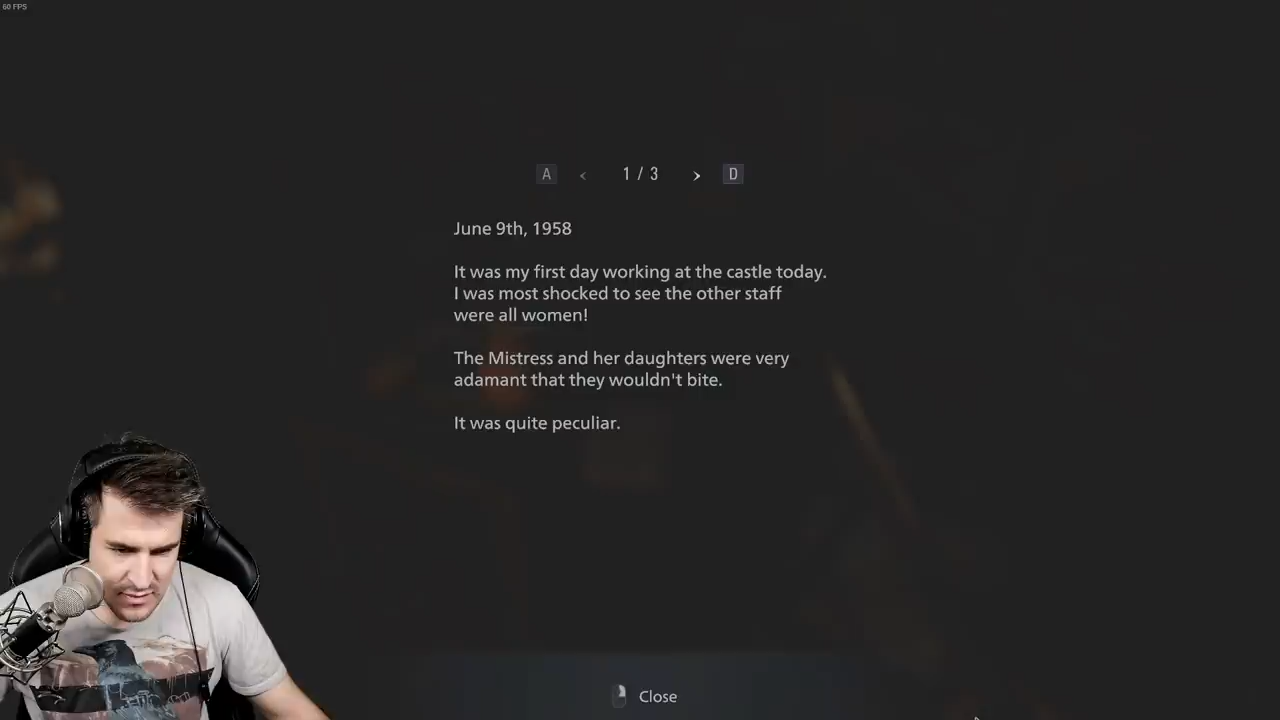 60 FPS
A < 1 / 3 > D
June 9th, 1958
It was my first day working at the castle today.
I was most shocked to see the other staff
were all women!
The Mistress and her daughters were very
adamant that they wouldn't bite.
It was quite peculiar.
Close